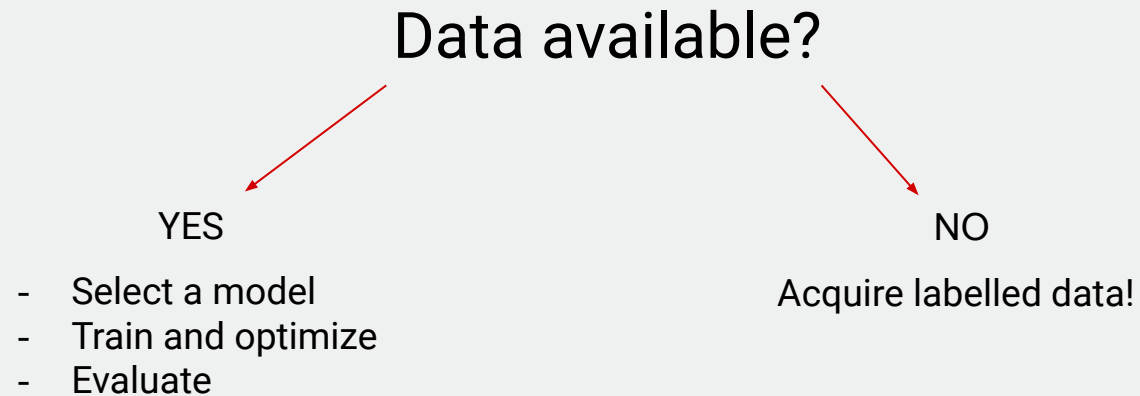 Data available?
YES
NO
- Select a model
- Train and optimize
- Evaluate
Acquire labelled data!